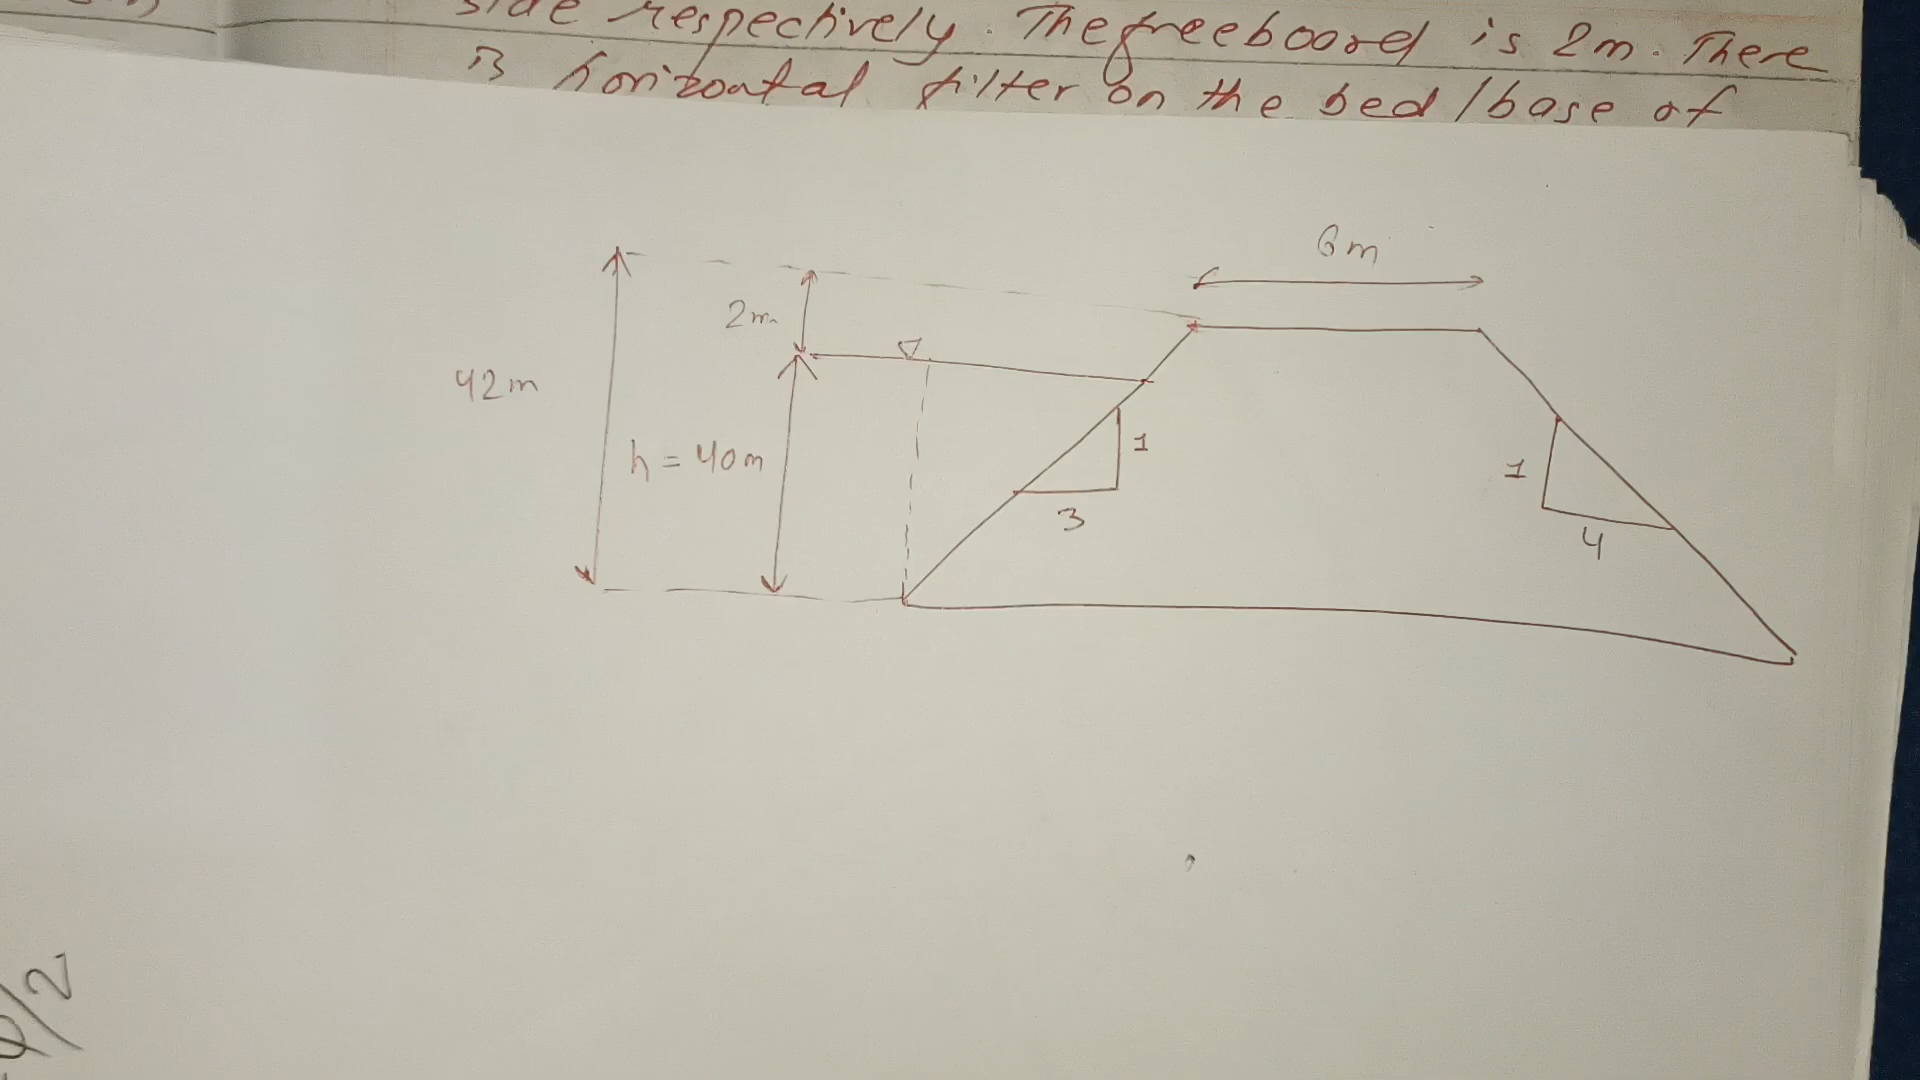 side respectively. The freeboard is 2m. There
is horizontal filter on the bed/base of
6m
2m
42m
h = 40m
1
3
1
4
/2